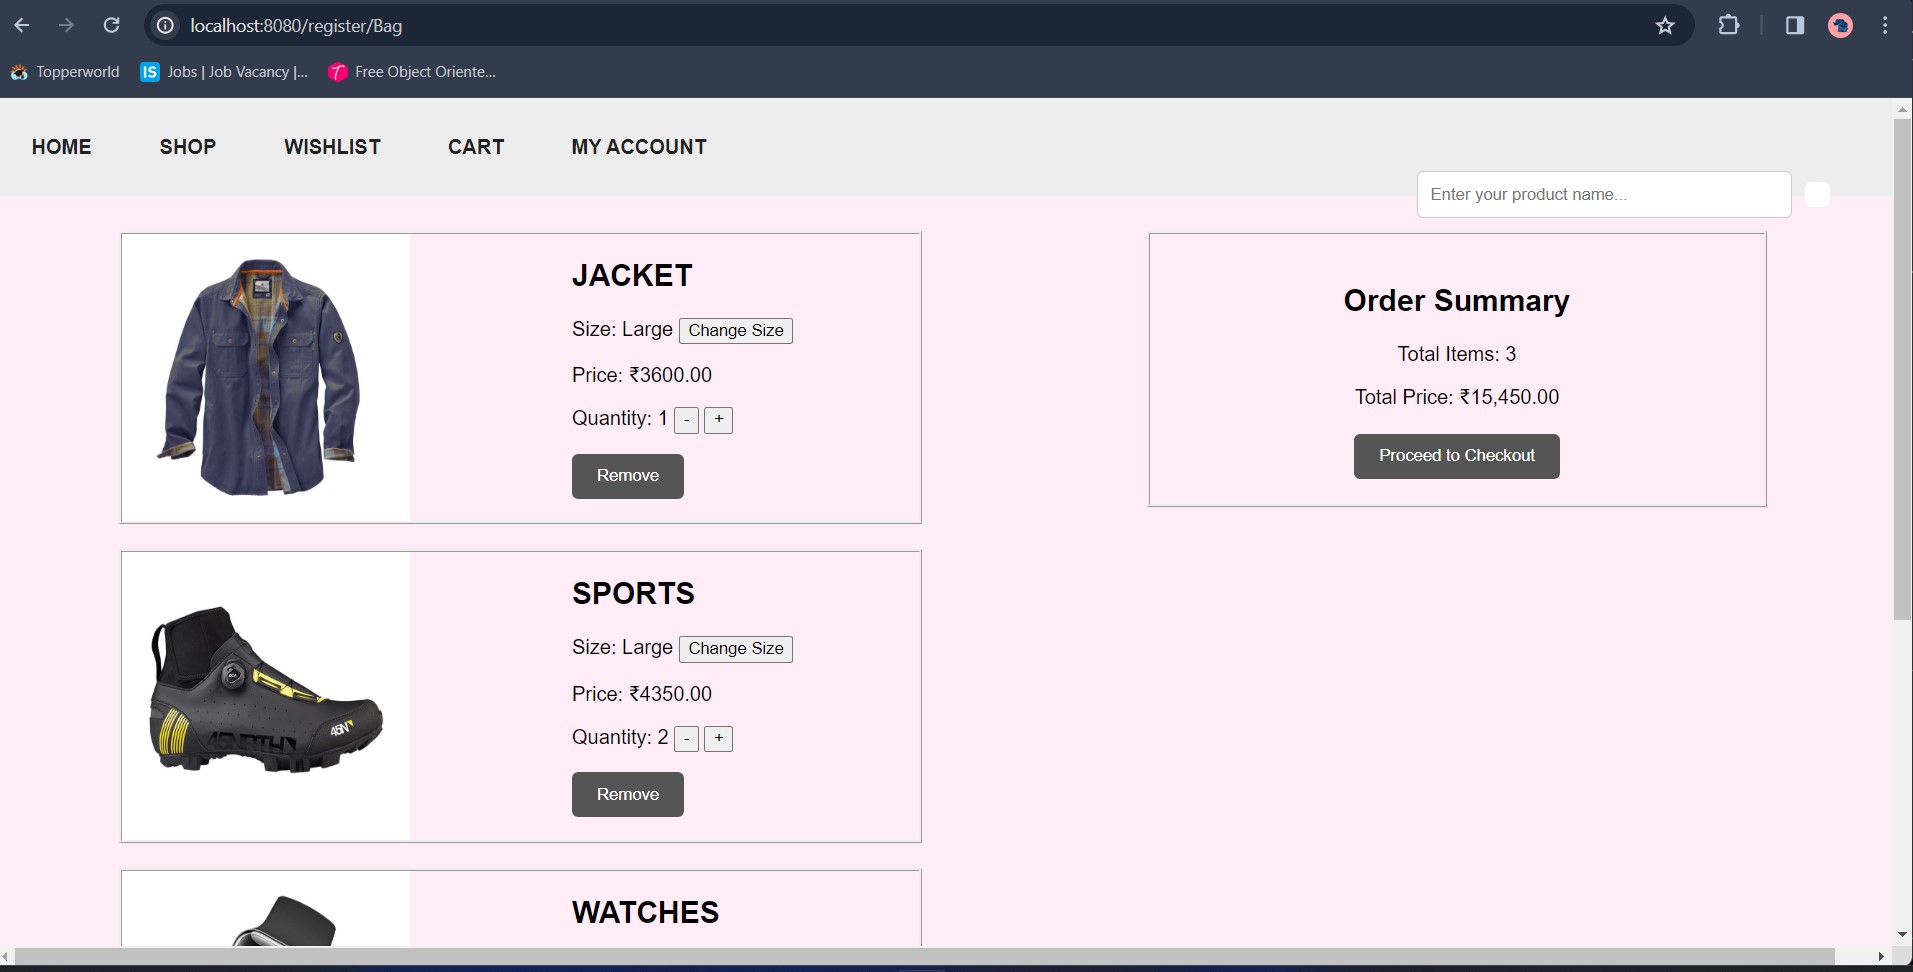 localhost:8080/register/Bag
Topperworld
IS Jobs | Job Vacancy |...
Free Object Oriente...
HOME SHOP WISHLIST CART MY ACCOUNT
Enter your product name...
JACKET
Size: Large Change Size
Price: ₹3600.00
Quantity: 1 - +
Remove
Order Summary
Total Items: 3
Total Price: ₹15,450.00
Proceed to Checkout
SPORTS
Size: Large Change Size
Price: ₹4350.00
Quantity: 2 - +
Remove
45NRTH
45N
WATCHES